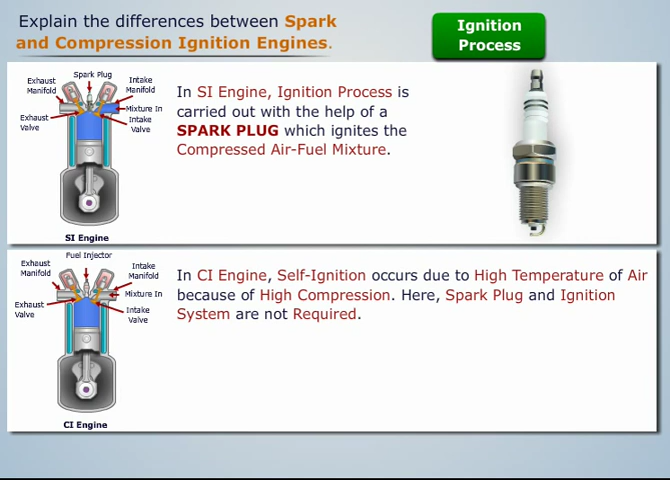 Explain the differences between Spark
and Compression Ignition Engines.
Ignition
Process
Spark Plug
Exhaust
Manifold
Intake
Manifold
Mixture In
Exhaust
Valve
Intake
Valve
SI Engine
In SI Engine, Ignition Process is
carried out with the help of a
SPARK PLUG which ignites the
Compressed Air-Fuel Mixture.
Fuel Injector
Exhaust
Manifold
Intake
Manifold
Mixture In
Exhaust
Valve
Intake
Valve
CI Engine
In CI Engine, Self-Ignition occurs due to High Temperature of Air
because of High Compression. Here, Spark Plug and Ignition
System are not Required.